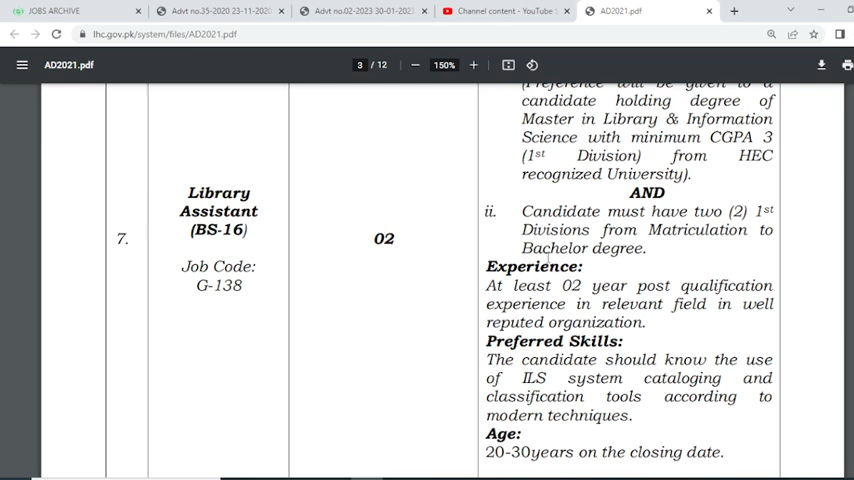 JOBS ARCHIVE
Advt no.35-2020 23-11-2020
Advt no.02-2023 30-01-2023
Channel content - YouTube S
AD2021.pdf
lhc.gov.pk/system/files/AD2021.pdf
AD2021.pdf
3 / 12
150%
(Preference will be given to a
candidate holding degree of
Master in Library & Information
Science with minimum CGPA 3
(1st Division) from HEC
recognized University).
AND
ii. Candidate must have two (2) 1st
Divisions from Matriculation to
Bachelor degree.
7.
Library
Assistant
(BS-16)
Job Code:
G-138
02
Experience:
At least 02 year post qualification
experience in relevant field in well
reputed organization.
Preferred Skills:
The candidate should know the use
of ILS system cataloging and
classification tools according to
modern techniques.
Age:
20-30years on the closing date.